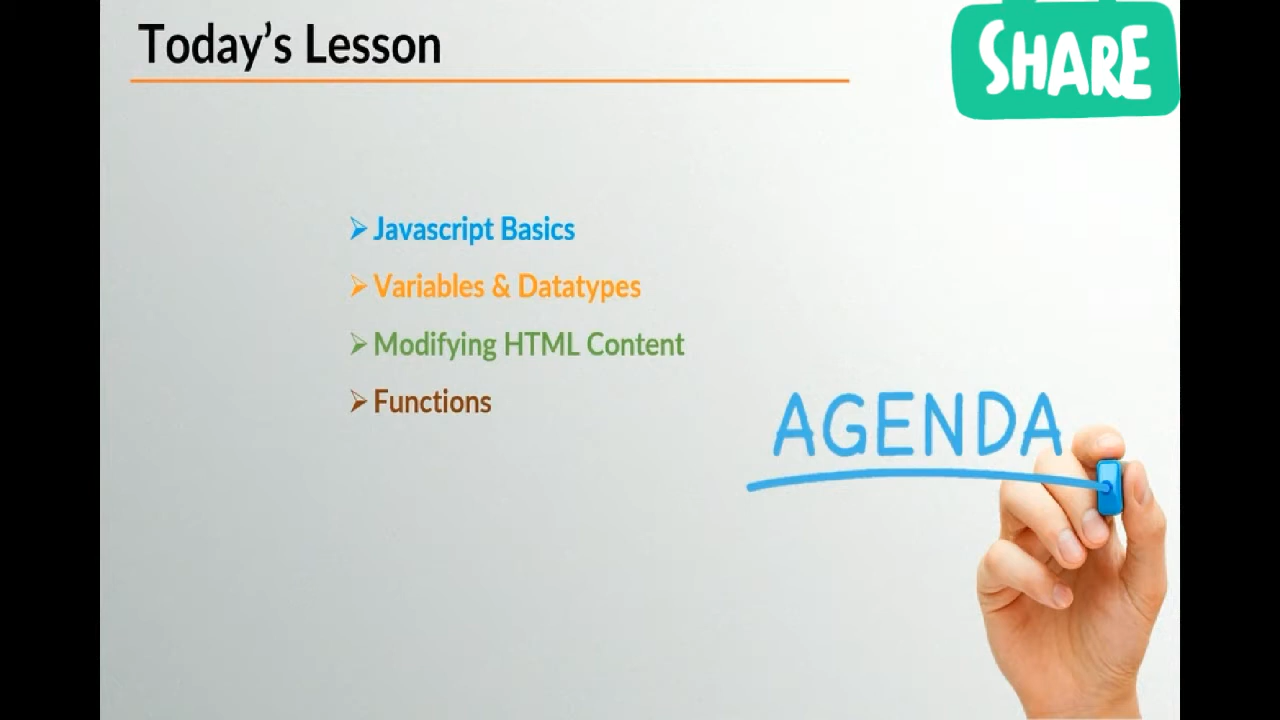 Today's Lesson
SHARE
Javascript Basics
Variables & Datatypes
Modifying HTML Content
Functions
AGENDA